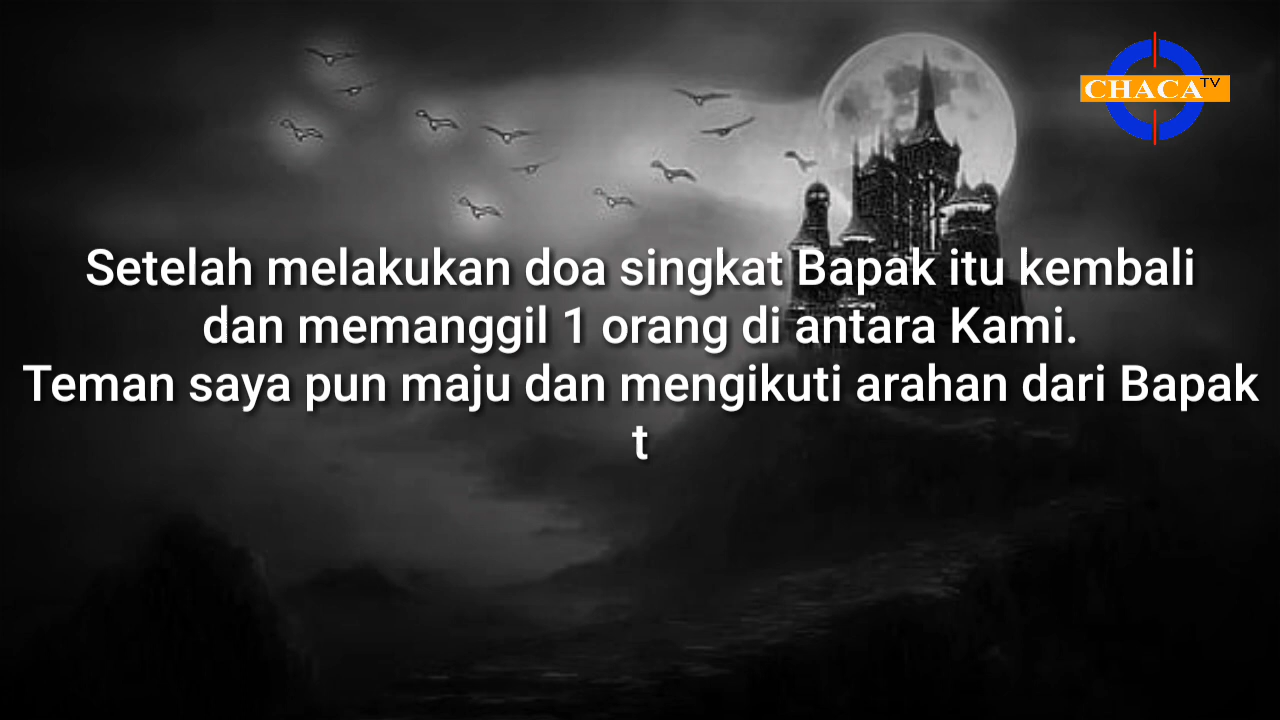 CHACA TV
Setelah melakukan doa singkat Bapak itu kembali
dan memanggil 1 orang di antara Kami.
Teman saya pun maju dan mengikuti arahan dari Bapak
t